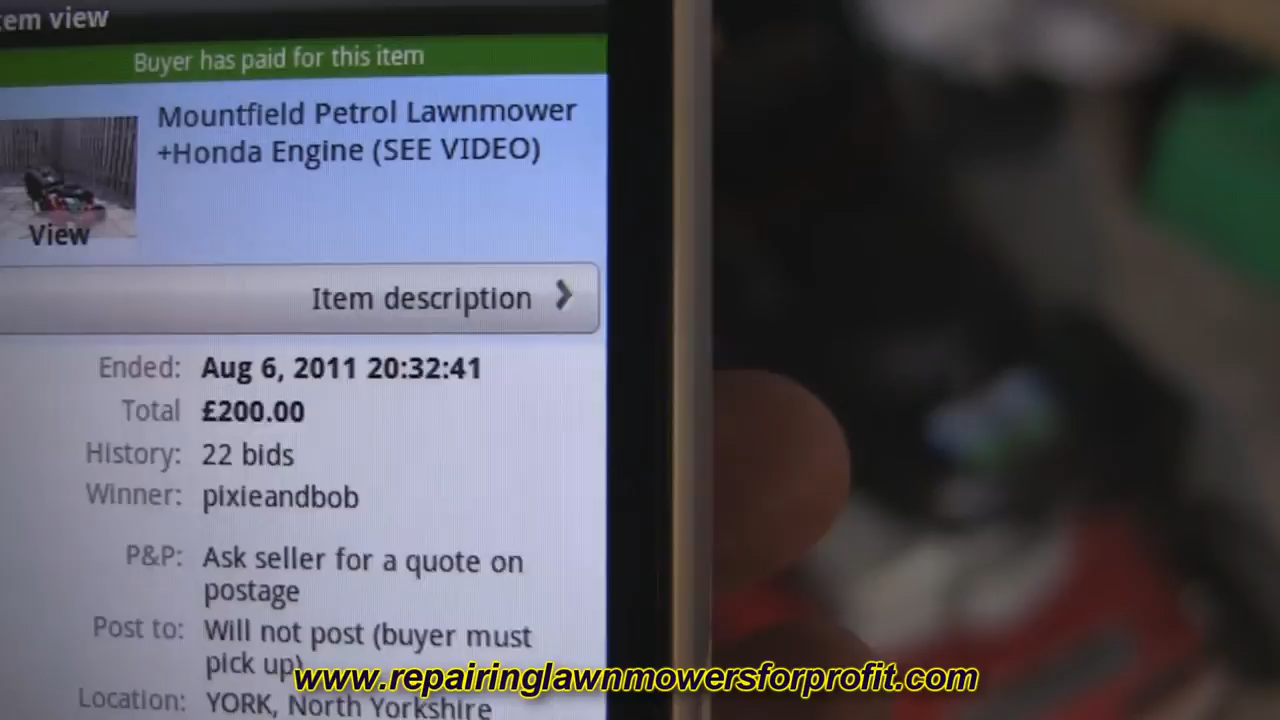 tem view
Buyer has paid for this item
Mountfield Petrol Lawnmower
+Honda Engine (SEE VIDEO)
View
Item description
Ended: Aug 6, 2011 20:32:41
Total £200.00
History: 22 bids
Winner: pixieandbob
P&P: Ask seller for a quote on
postage
Post to: Will not post (buyer must
pick up)
www.repairinglawnmowersforprofit.com
Location: YORK, North Yorkshire